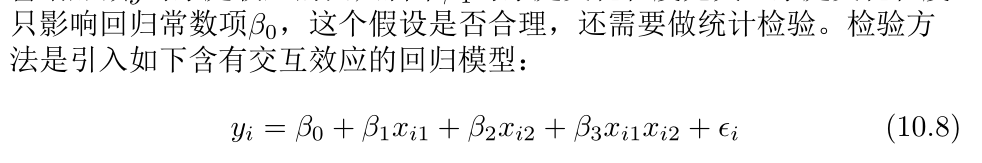 只影响回归常数项β₀，这个假设是否合理，还需要做统计检验。检验方
法是引入如下含有交互效应的回归模型：
yᵢ = β₀ + β₁xᵢ₁ + β₂xᵢ₂ + β₃xᵢ₁xᵢ₂ + ϵᵢ (10.8)